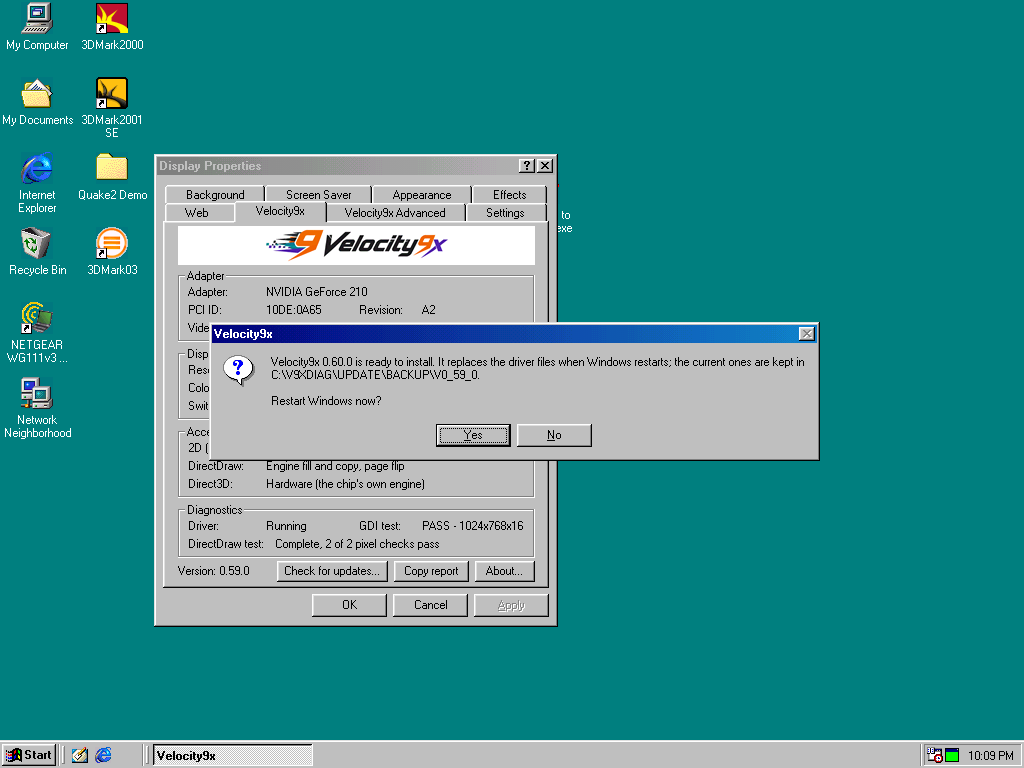 My Computer
3DMark2000
My Documents
3DMark2001
SE
Internet
Explorer
Quake2 Demo
Recycle Bin
3DMark03
NETGEAR
WG111v3 ...
Network
Neighborhood
to
exe
Display Properties
Background
Screen Saver
Appearance
Effects
Web
Velocity9x
Velocity9x Advanced
Settings
9 Velocity9x
Adapter
Adapter: NVIDIA GeForce 210
PCI ID: 10DE:0A65 Revision: A2
Velocity9x
Velocity9x 0.60.0 is ready to install. It replaces the driver files when Windows restarts; the current ones are kept in
C:\V9XDIAG\UPDATE\BACKUP\V0_59_0.
Restart Windows now?
Yes
No
2D (
DirectDraw: Engine fill and copy, page flip
Direct3D: Hardware (the chip's own engine)
Diagnostics
Driver: Running GDI test: PASS - 1024x768x16
DirectDraw test: Complete, 2 of 2 pixel checks pass
Version: 0.59.0
Check for updates...
Copy report
About...
OK
Cancel
Apply
Start
Velocity9x
10:09 PM